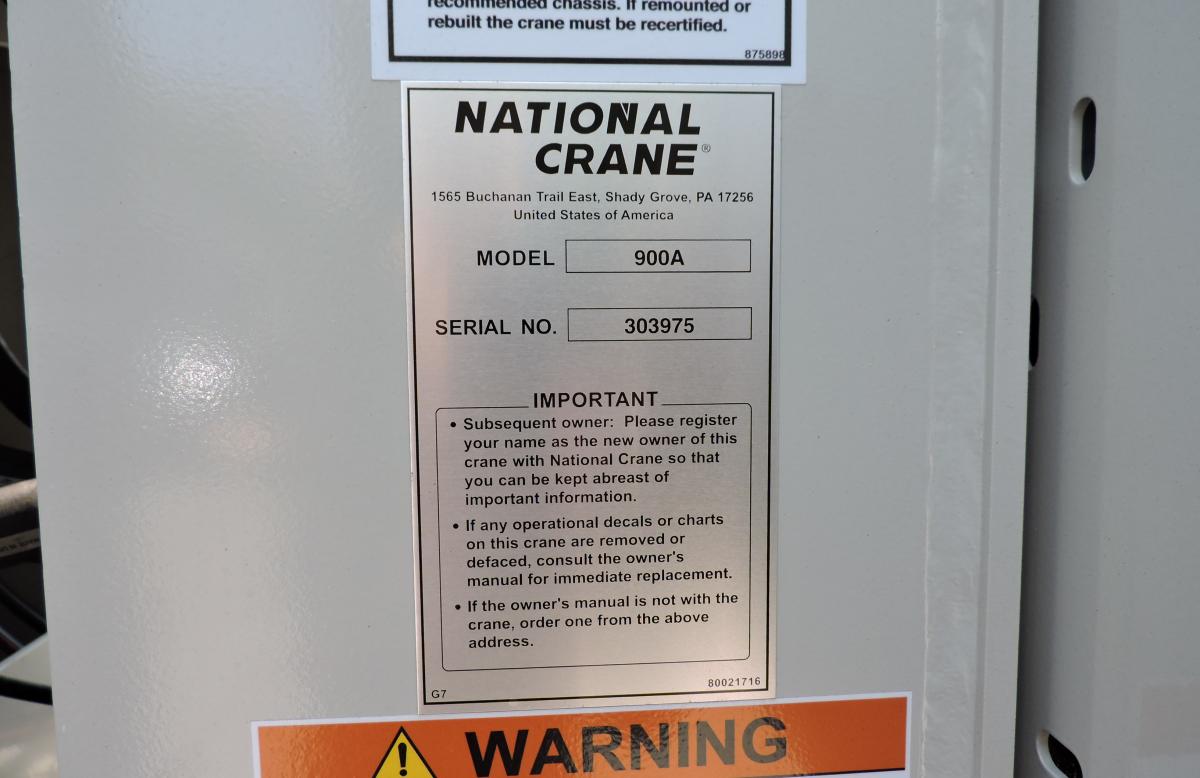 recommended chassis. If remounted or
rebuilt the crane must be recertified.
875898
NATIONAL
CRANE®
1565 Buchanan Trail East, Shady Grove, PA 17256
United States of America
MODEL 900A
SERIAL NO. 303975
IMPORTANT
• Subsequent owner: Please register
your name as the new owner of this
crane with National Crane so that
you can be kept abreast of
important information.
• If any operational decals or charts
on this crane are removed or
defaced, consult the owner's
manual for immediate replacement.
• If the owner's manual is not with the
crane, order one from the above
address.
G7 80021716
! WARNING